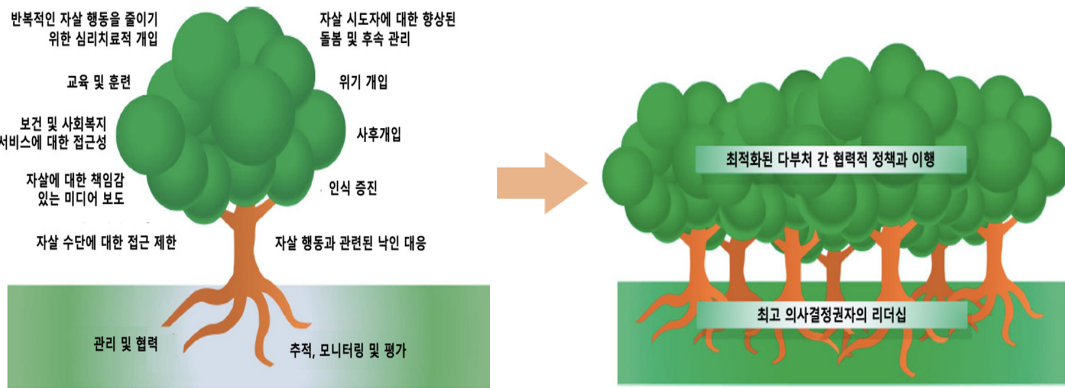 반복적인 자살 행동을 줄이기
위한 심리치료적 개입
자살 시도자에 대한 향상된
돌봄 및 후속 관리
교육 및 훈련
위기 개입
보건 및 사회복지
서비스에 대한 접근성
사후개입
자살에 대한 책임감
있는 미디어 보도
인식 증진
자살 수단에 대한 접근 제한
자살 행동과 관련된 낙인 대응
관리 및 협력
추적, 모니터링 및 평가
최적화된 다부처 간 협력적 정책과 이행
최고 의사결정권자의 리더십